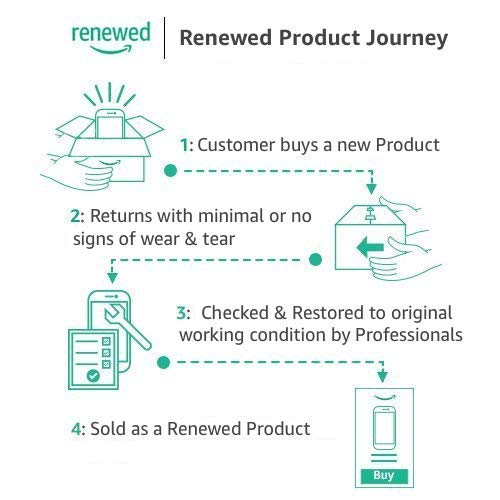 renewed
Renewed Product Journey
1: Customer buys a new Product
2: Returns with minimal or no
signs of wear & tear
3: Checked & Restored to original
working condition by Professionals
4: Sold as a Renewed Product
Buy